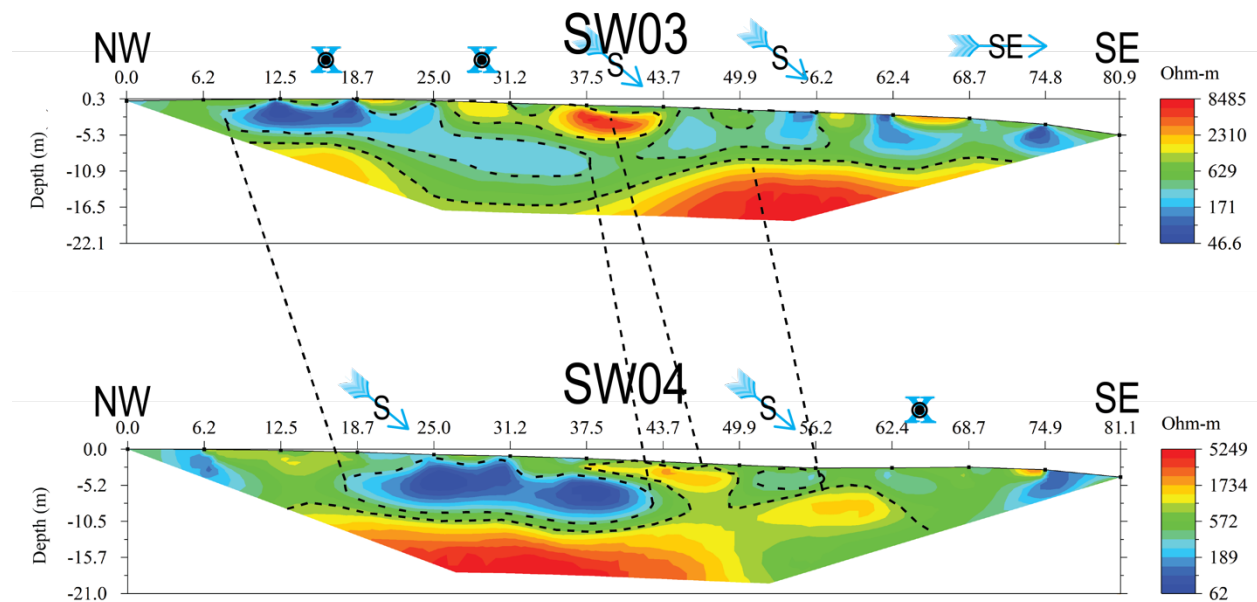 SW03
NW
S
S
SE
SE
0.0 6.2 12.5 18.7 25.0 31.2 37.5 43.7 49.9 56.2 62.4 68.7 74.8 80.9
Ohm-m
Depth (m)
0.3
-5.3
-10.9
-16.5
-22.1
8485
2310
629
171
46.6
SW04
NW
S
S
SE
0.0 6.2 12.5 18.7 25.0 31.2 37.5 43.7 49.9 56.2 62.4 68.7 74.9 81.1
Ohm-m
Depth (m)
0.0
-5.2
-10.5
-15.7
-21.0
5249
1734
572
189
62